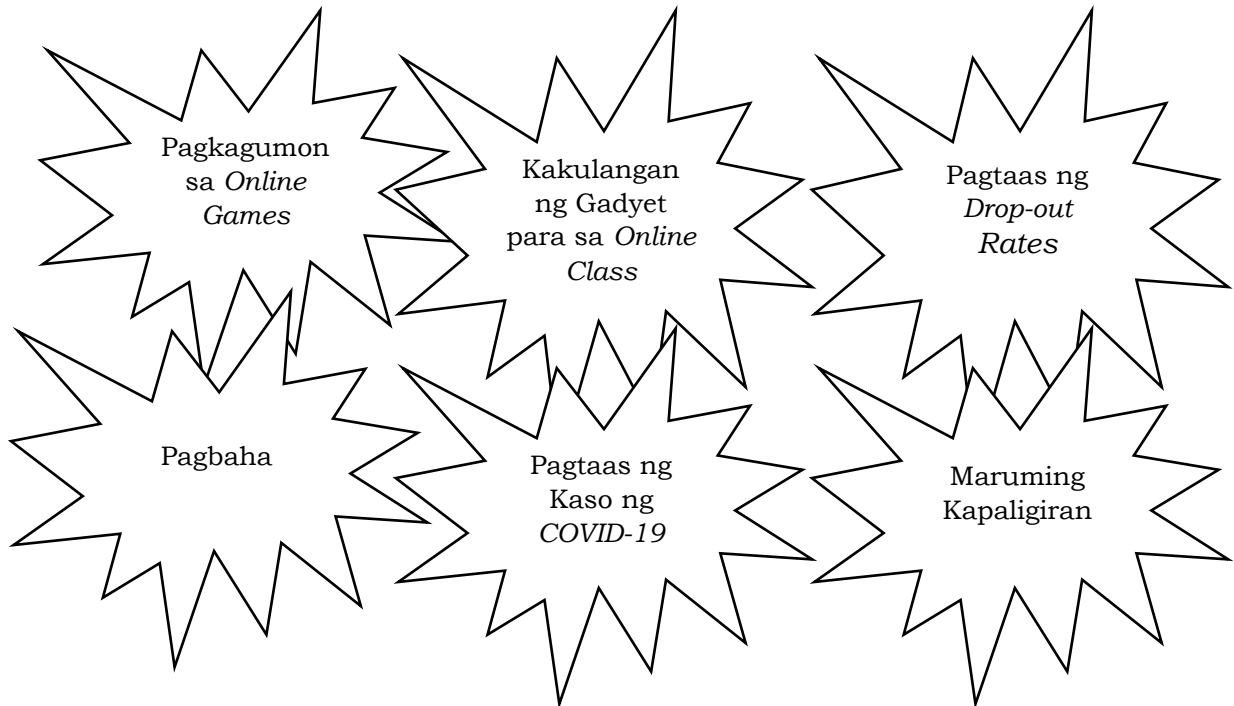 Pagkagumon
sa Online
Games
Kakulangan
ng Gadyet
para sa Online
Class
Pagtaas ng
Drop-out
Rates
Pagbaha
Pagtaas ng
Kaso ng
COVID-19
Maruming
Kapaligiran